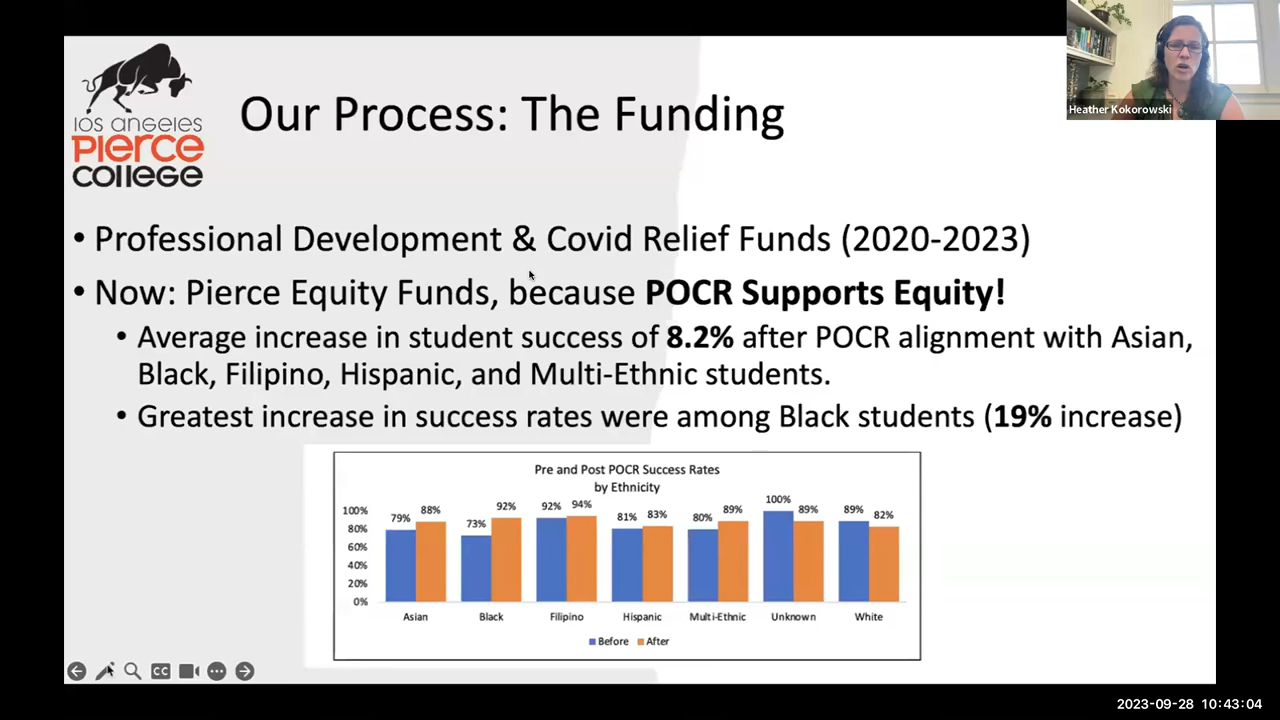 los angeles
PIERCE
COLLEGE
Our Process: The Funding
Heather Kokorowski
• Professional Development & Covid Relief Funds (2020-2023)
• Now: Pierce Equity Funds, because POCR Supports Equity!
• Average increase in student success of 8.2% after POCR alignment with Asian,
Black, Filipino, Hispanic, and Multi-Ethnic students.
• Greatest increase in success rates were among Black students (19% increase)
Pre and Post POCR Success Rates
by Ethnicity
100%
80%
60%
40%
20%
0%
79% 88% 73% 92% 92% 94% 81% 83% 80% 89% 100% 89% 89% 82%
Asian Black Filipino Hispanic Multi-Ethnic Unknown White
Before After
CC
2023-09-28 10:43:04